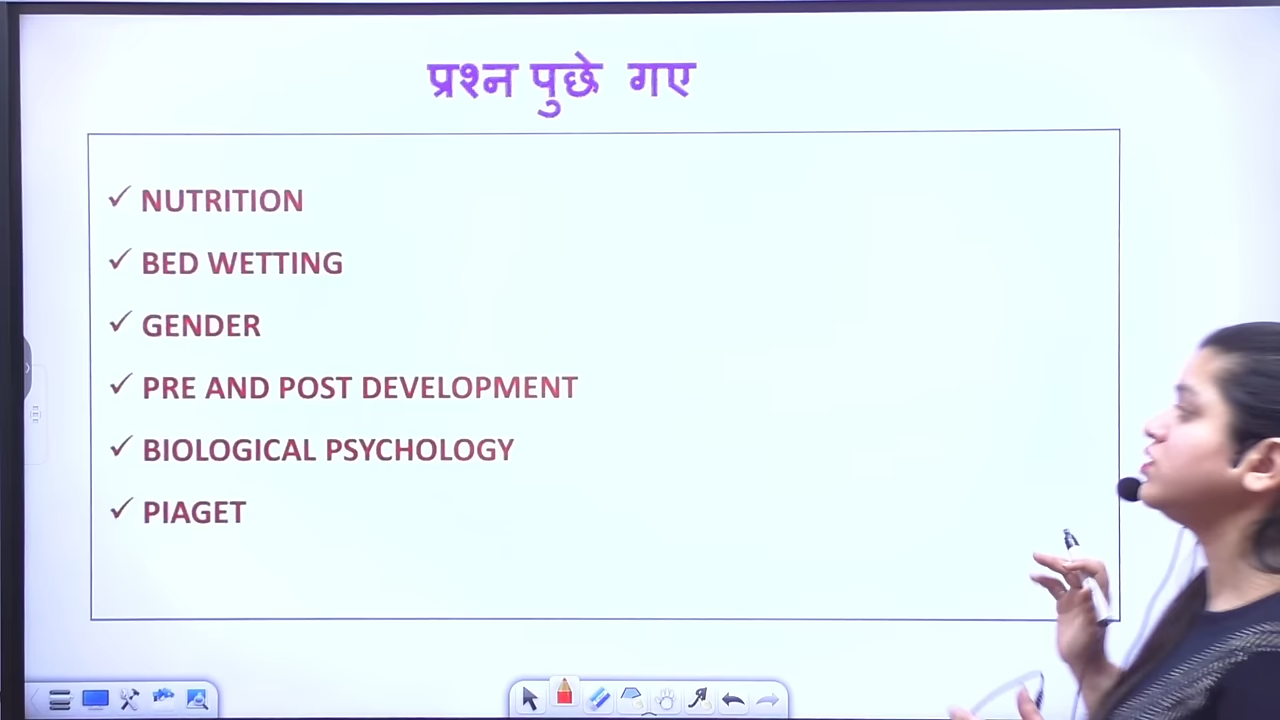 प्रश्न पुछे गए
✓ NUTRITION
✓ BED WETTING
✓ GENDER
✓ PRE AND POST DEVELOPMENT
✓ BIOLOGICAL PSYCHOLOGY
✓ PIAGET